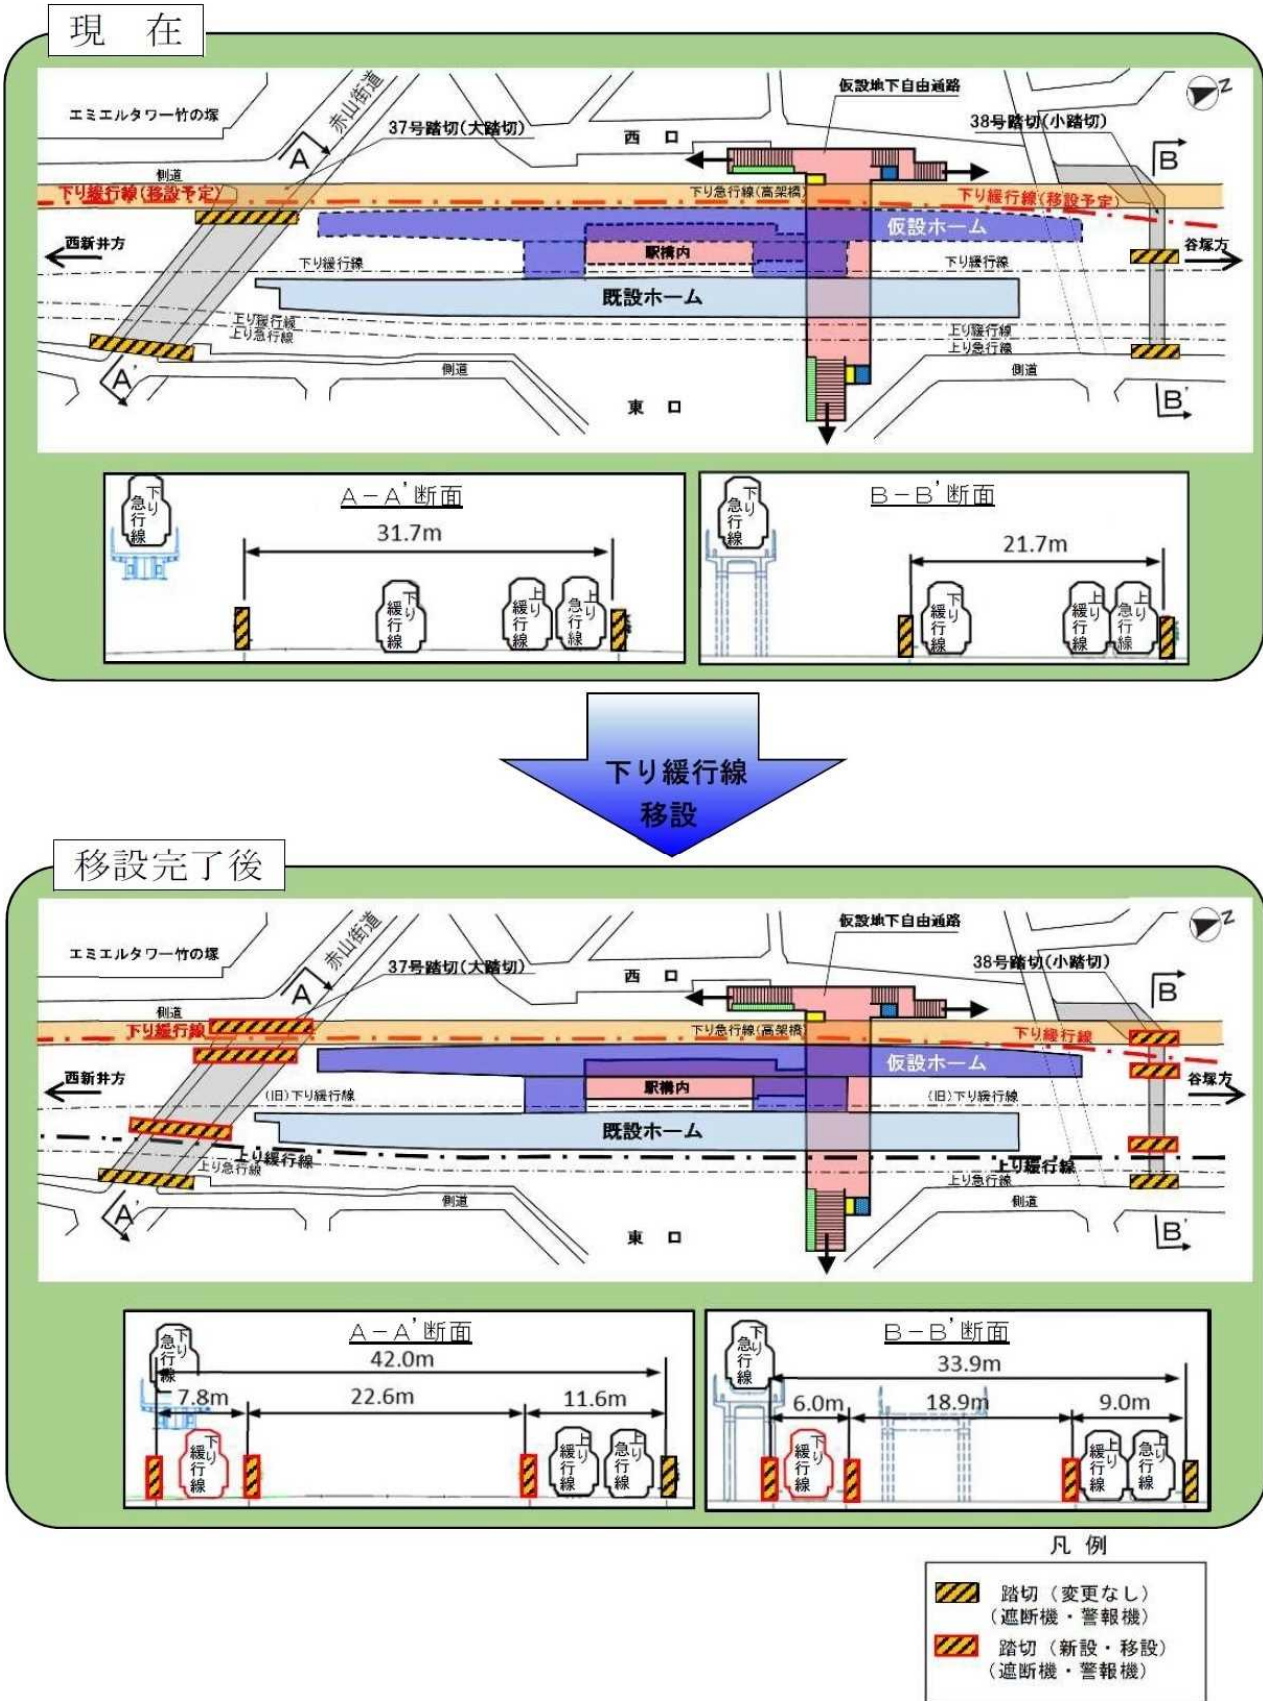 現 在
エミエルタワー竹の塚
赤山街道
仮設地下自由通路
N
37号踏切(大踏切)
西 口
38号踏切(小踏切)
A
B
側道
下り緩行線(移設予定)
下り急行線(高架橋)
下り緩行線(移設予定)
仮設ホーム
西新井方
駅構内
谷塚方
下り緩行線
下り緩行線
既設ホーム
上り緩行線
上り急行線
上り緩行線
上り急行線
A'
側道
側道
東 口
B'
A-A'断面
下り急行線
31.7m
下り緩行線
上り緩行線
上り急行線
B-B'断面
下り急行線
21.7m
下り緩行線
上り緩行線
上り急行線
下り緩行線
移設
移設完了後
エミエルタワー竹の塚
赤山街道
仮設地下自由通路
N
37号踏切(大踏切)
西 口
38号踏切(小踏切)
A
B
側道
下り緩行線
下り急行線(高架橋)
下り緩行線
仮設ホーム
西新井方
駅構内
谷塚方
(旧)下り緩行線
(旧)下り緩行線
既設ホーム
上り緩行線
上り急行線
上り緩行線
上り急行線
A'
側道
側道
東 口
B'
A-A'断面
下り急行線
42.0m
7.8m
22.6m
11.6m
下り緩行線
上り緩行線
上り急行線
B-B'断面
下り急行線
33.9m
6.0m
18.9m
9.0m
下り緩行線
上り緩行線
上り急行線
凡 例
踏切(変更なし)
(遮断機・警報機)
踏切(新設・移設)
(遮断機・警報機)